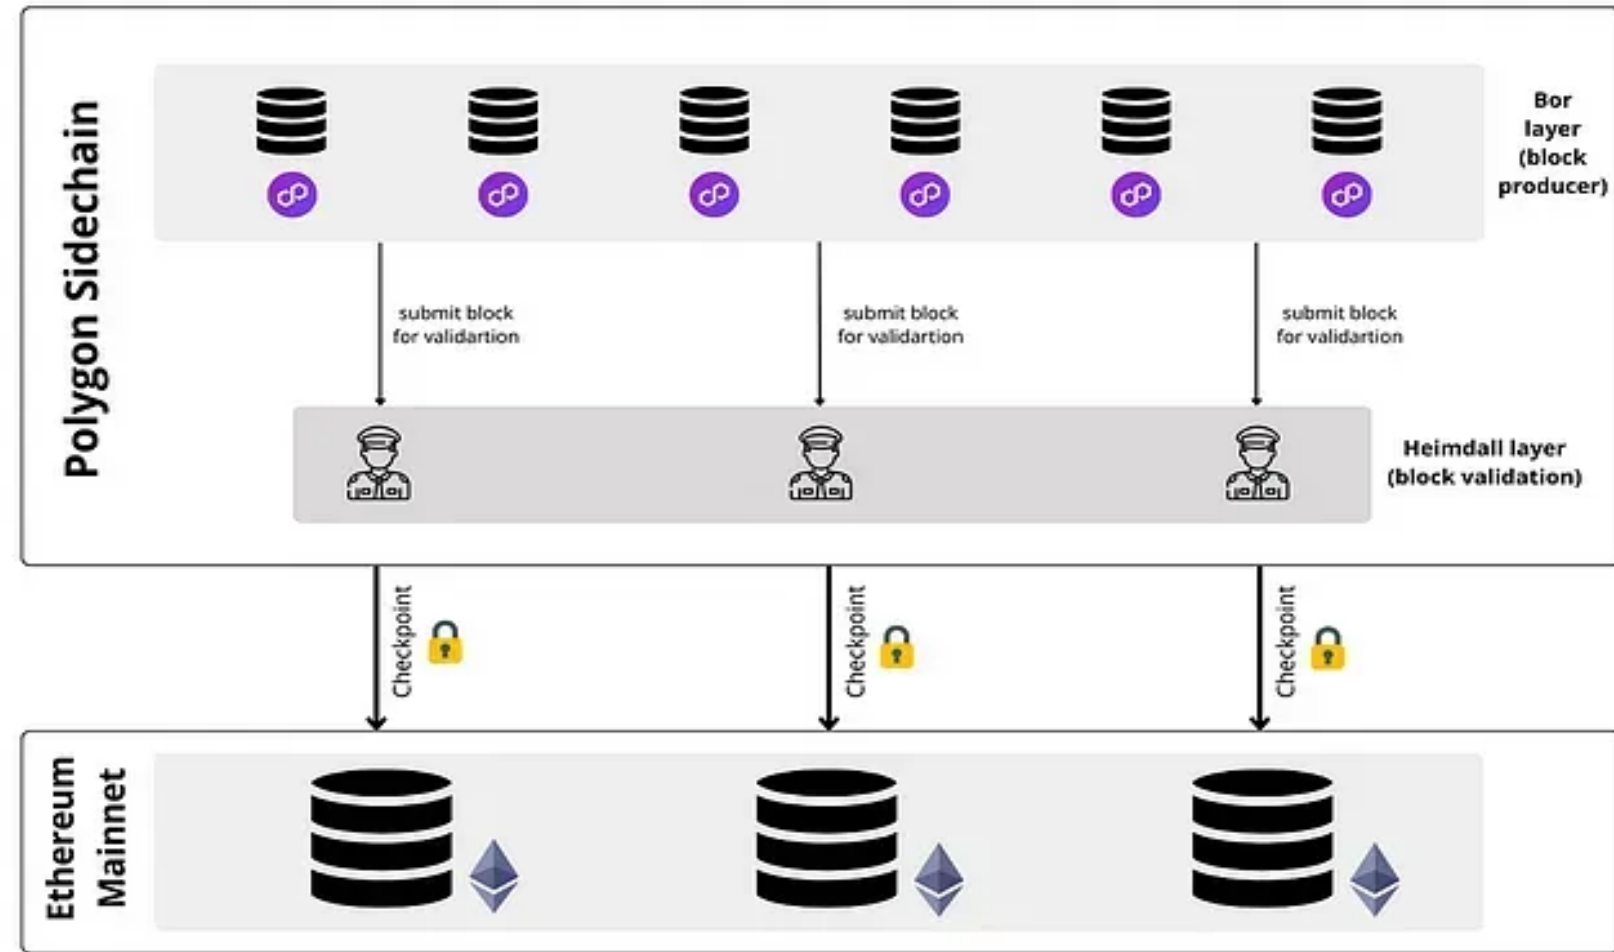 Polygon Sidechain
Bor
layer
(block
producer)
submit block
for validartion
submit block
for validartion
submit block
for validartion
Heimdall layer
(block validation)
Checkpoint
Checkpoint
Checkpoint
Ethereum
Mainnet